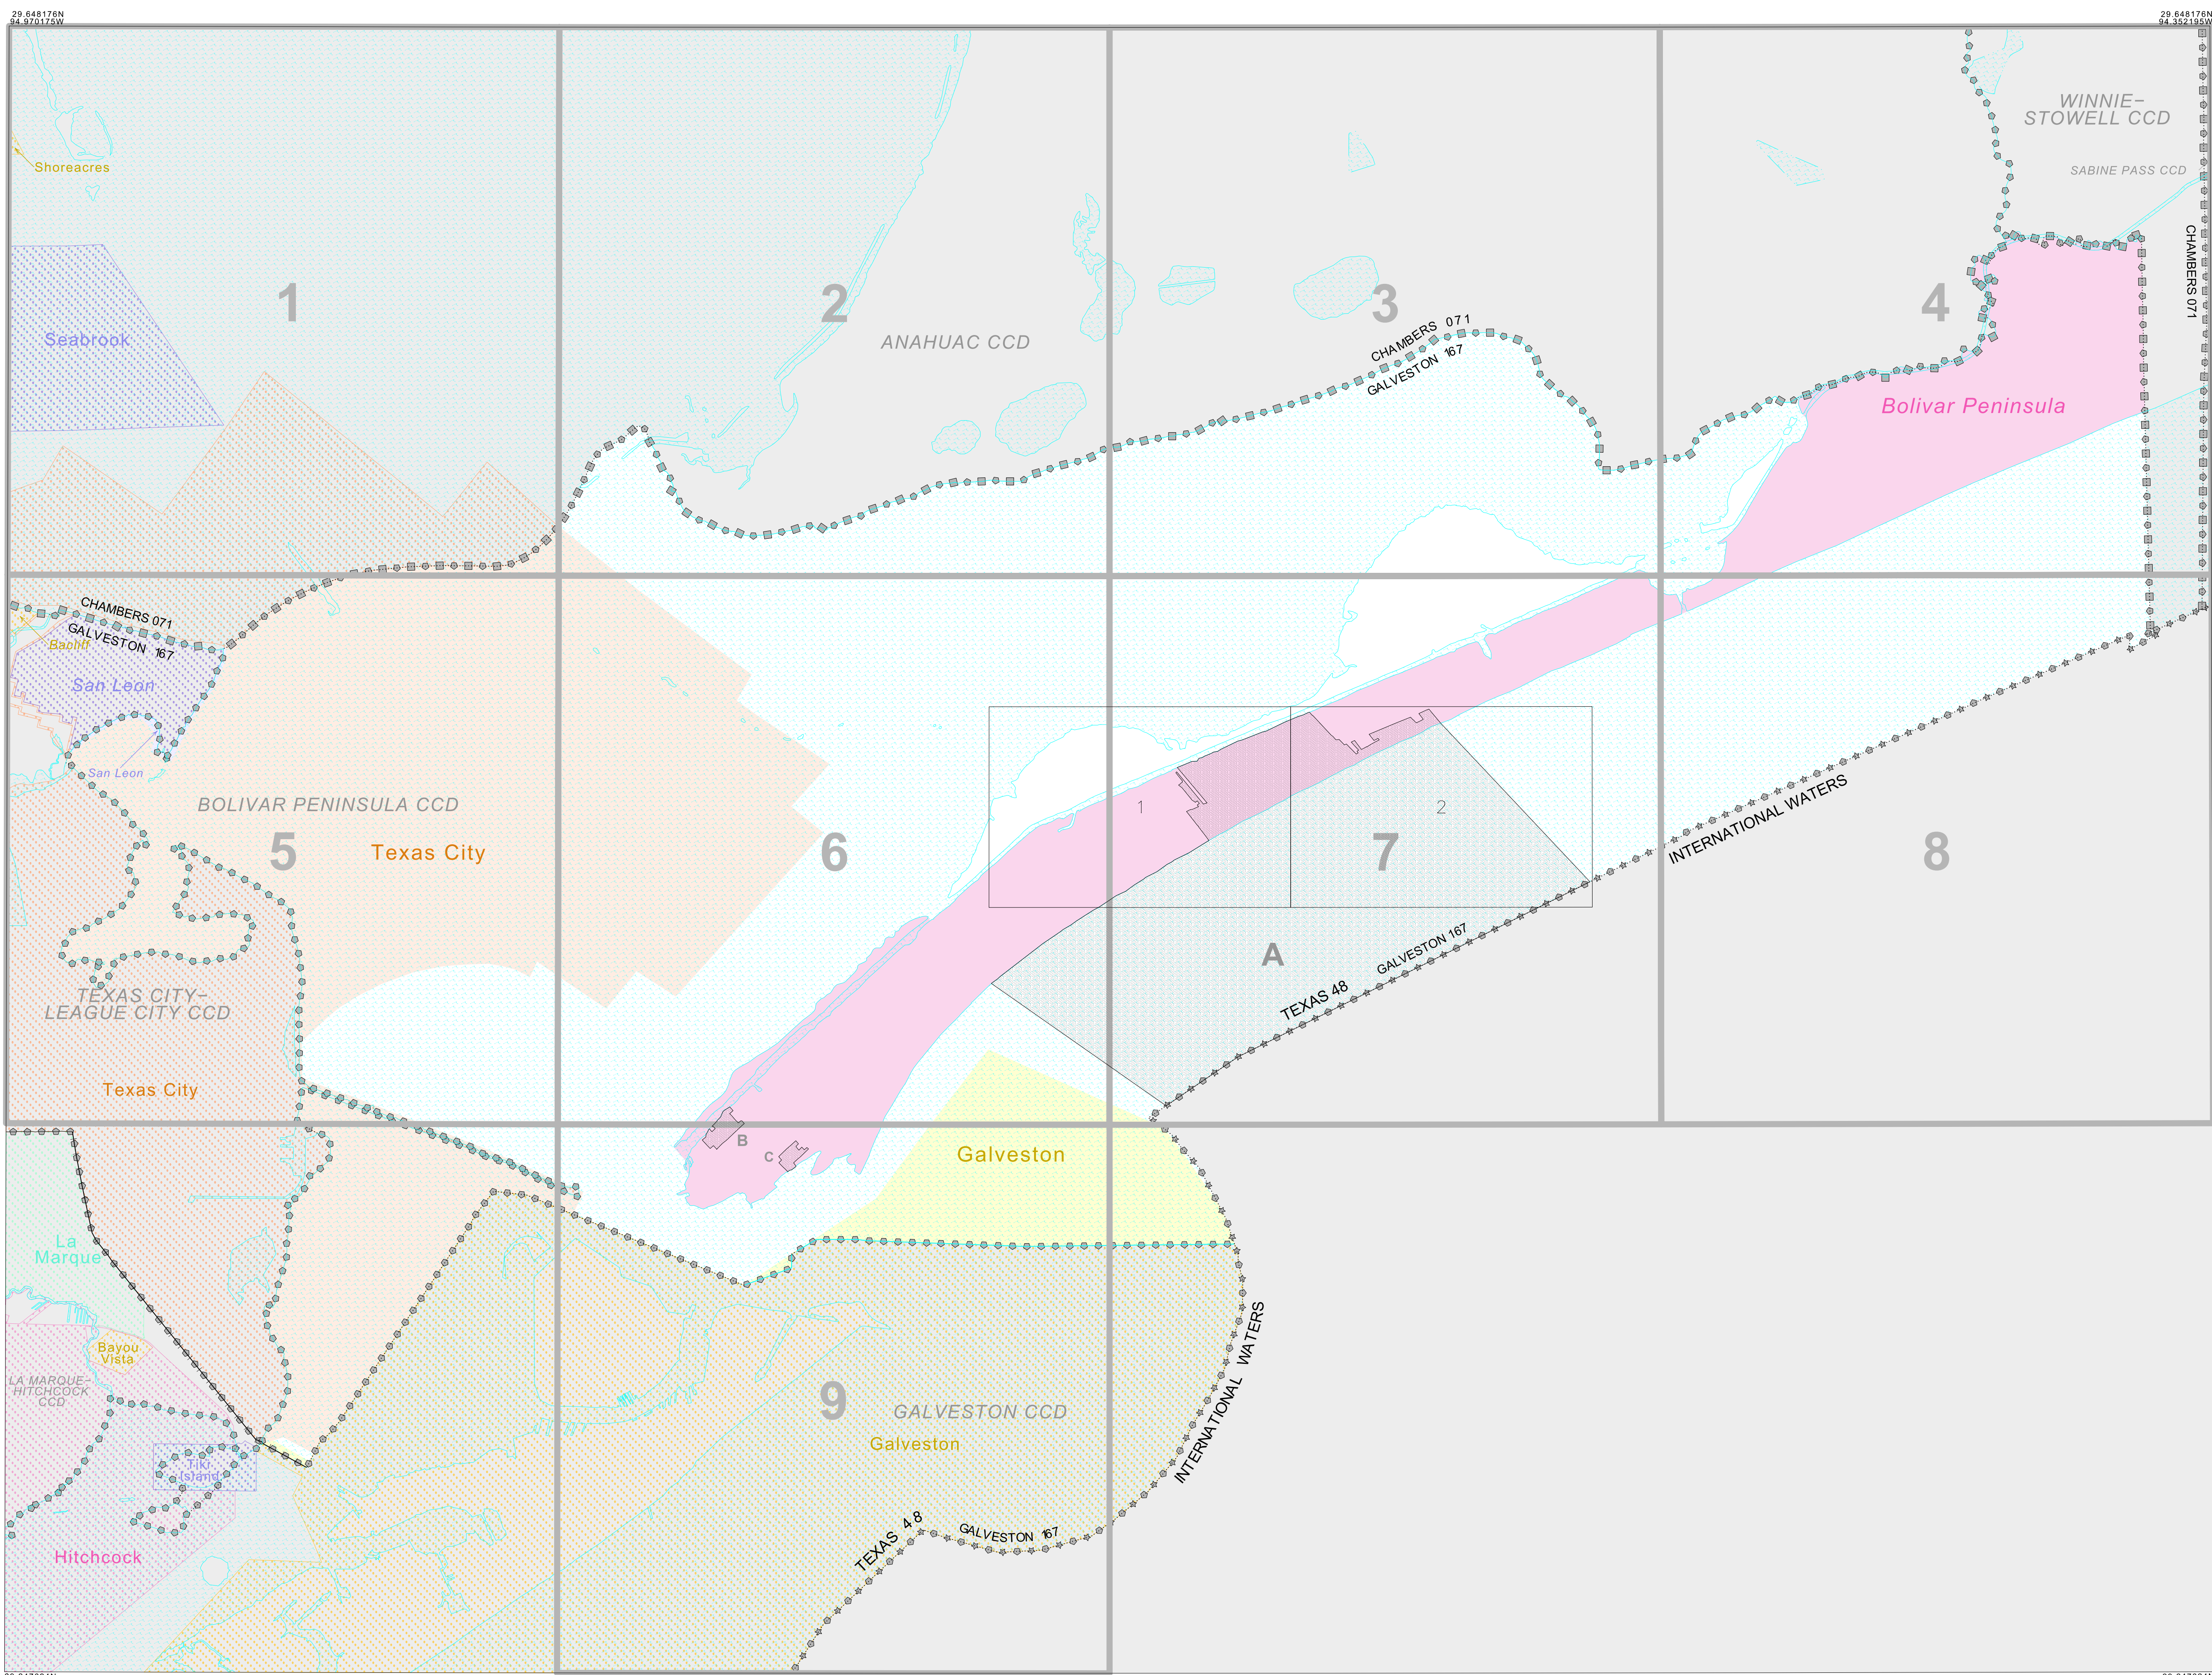 29.648176N
94.970175W
29.648176N
94.352195W
WINNIE-
STOWELL CCD
Shoreacres
SABINE PASS CCD
CHAMBERS 071
1
2
3
4
Seabrook
ANAHUAC CCD
CHAMBERS 071
GALVESTON 167
Bolivar Peninsula
CHAMBERS 071
GALVESTON 167
Bacliff
San Leon
San Leon
BOLIVAR PENINSULA CCD
1
2
INTERNATIONAL WATERS
5
Texas City
6
7
8
A
GALVESTON 167
TEXAS 48
TEXAS CITY-
LEAGUE CITY CCD
Texas City
B
C
Galveston
La
Marque
Bayou
Vista
LA MARQUE-
HITCHCOCK
CCD
INTERNATIONAL WATERS
9
GALVESTON CCD
Galveston
Tiki
Island
TEXAS 48
GALVESTON 167
Hitchcock